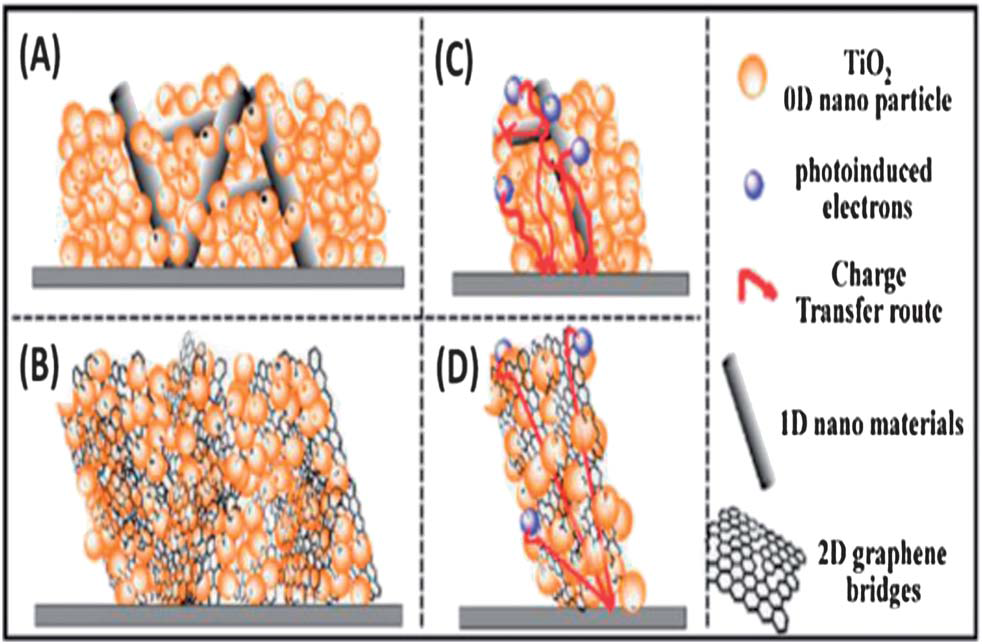 (A)
(C)
(B)
(D)
TiO₂
0D nano particle
photoinduced
electrons
Charge
Transfer route
1D nano materials
2D graphene
bridges